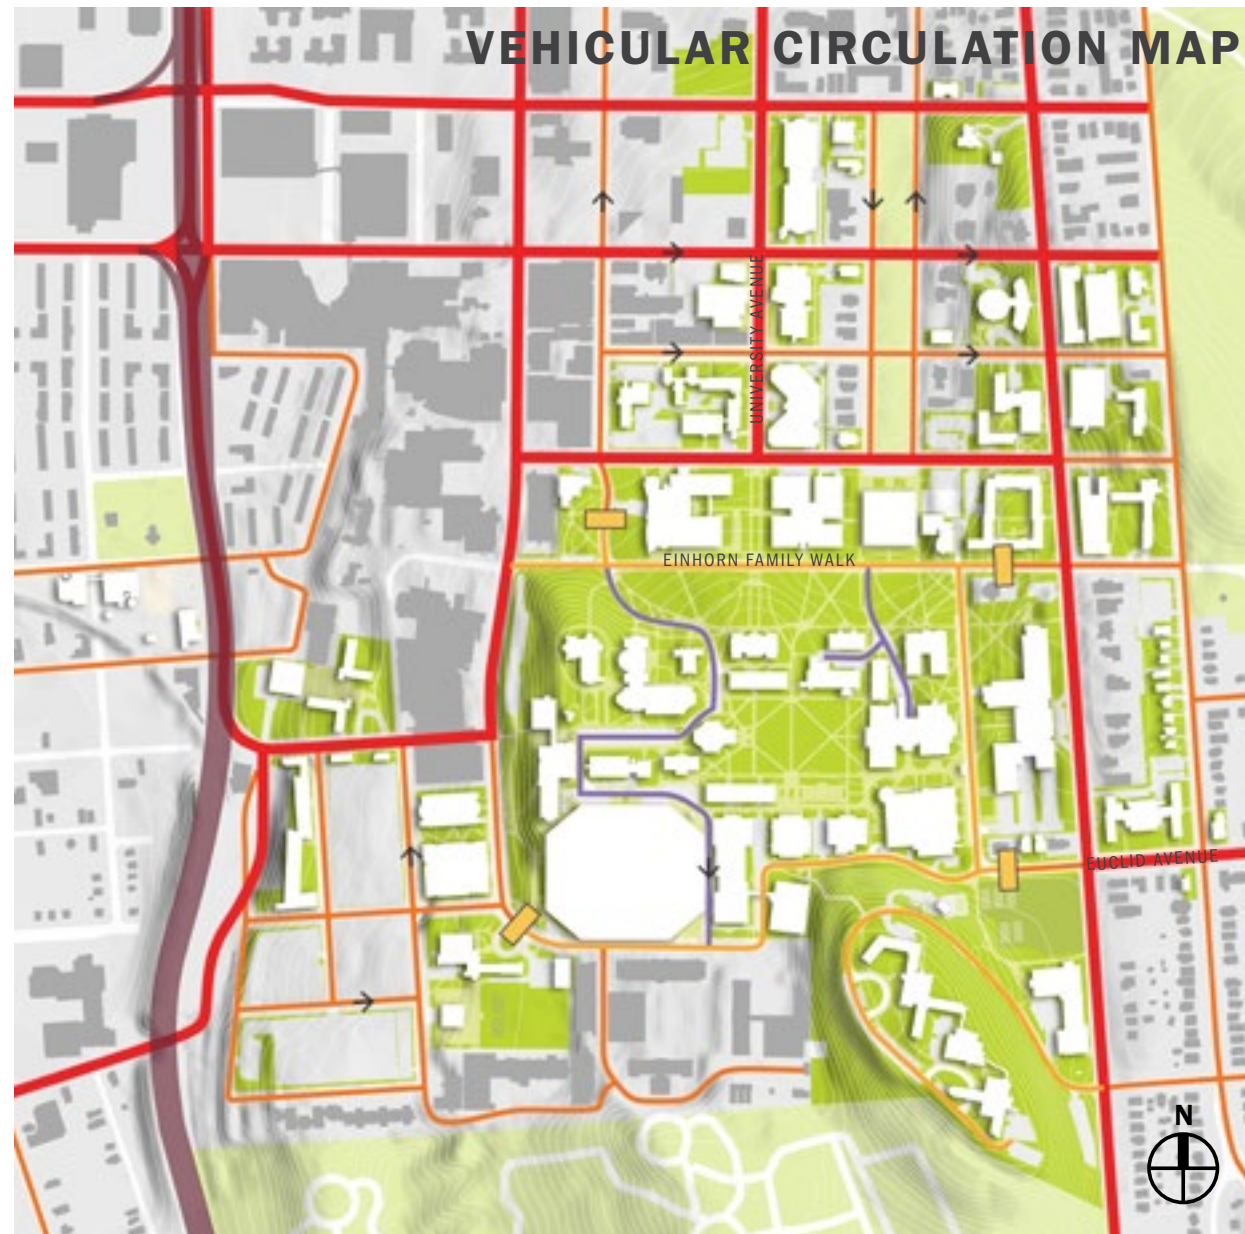 VEHICULAR CIRCULATION MAP
UNIVERSITY AVENUE
EINHORN FAMILY WALK
EUCLID AVENUE
N